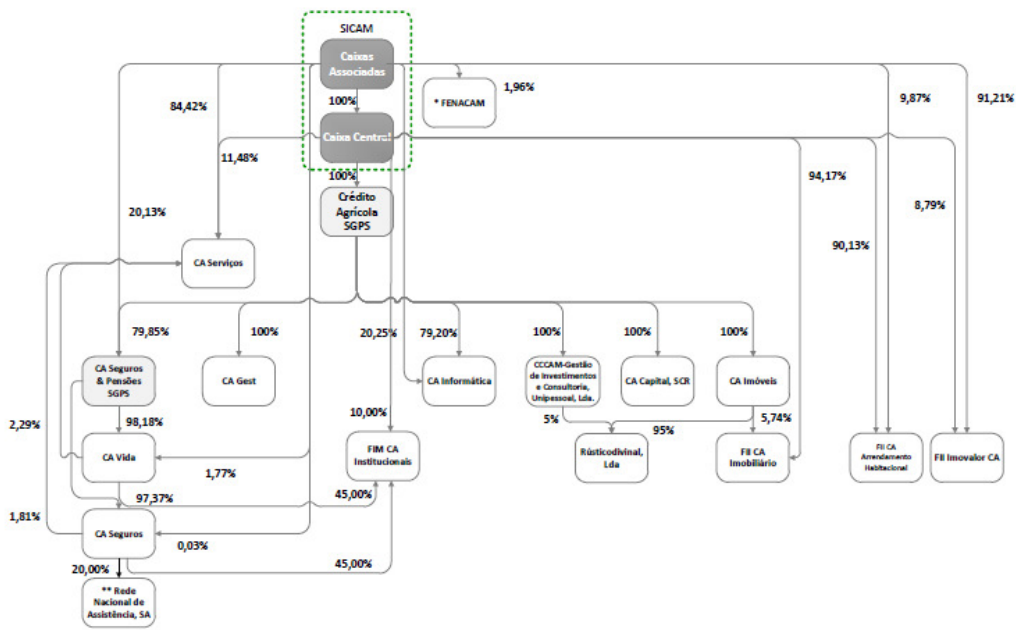 SICAM
Caixas
Associadas
* FENACAM
1,96%
9,87%
91,21%
84,42%
100%
Caixa Central
11,48%
100%
94,17%
8,79%
Crédito
Agrícola
SGPS
20,13%
90,13%
CA Serviços
79,85%
100%
20,25%
79,20%
100%
100%
100%
CA Seguros
& Pensões
SGPS
CA Gest
CA Informática
CCCAM-Gestão
de Investimentos
e Consultoria,
Unipessoal, Lda.
CA Capital, SCR
CA Imóveis
2,29%
98,18%
10,00%
5%
95%
5,74%
CA Vida
1,77%
FIM CA
Institucionais
Rústicodivinal,
Lda
FII CA
Imobiliário
FII CA
Arrendamento
Habitacional
FII Imovalor CA
97,37%
45,00%
1,81%
CA Seguros
0,03%
20,00%
45,00%
** Rede
Nacional de
Assistência, SA